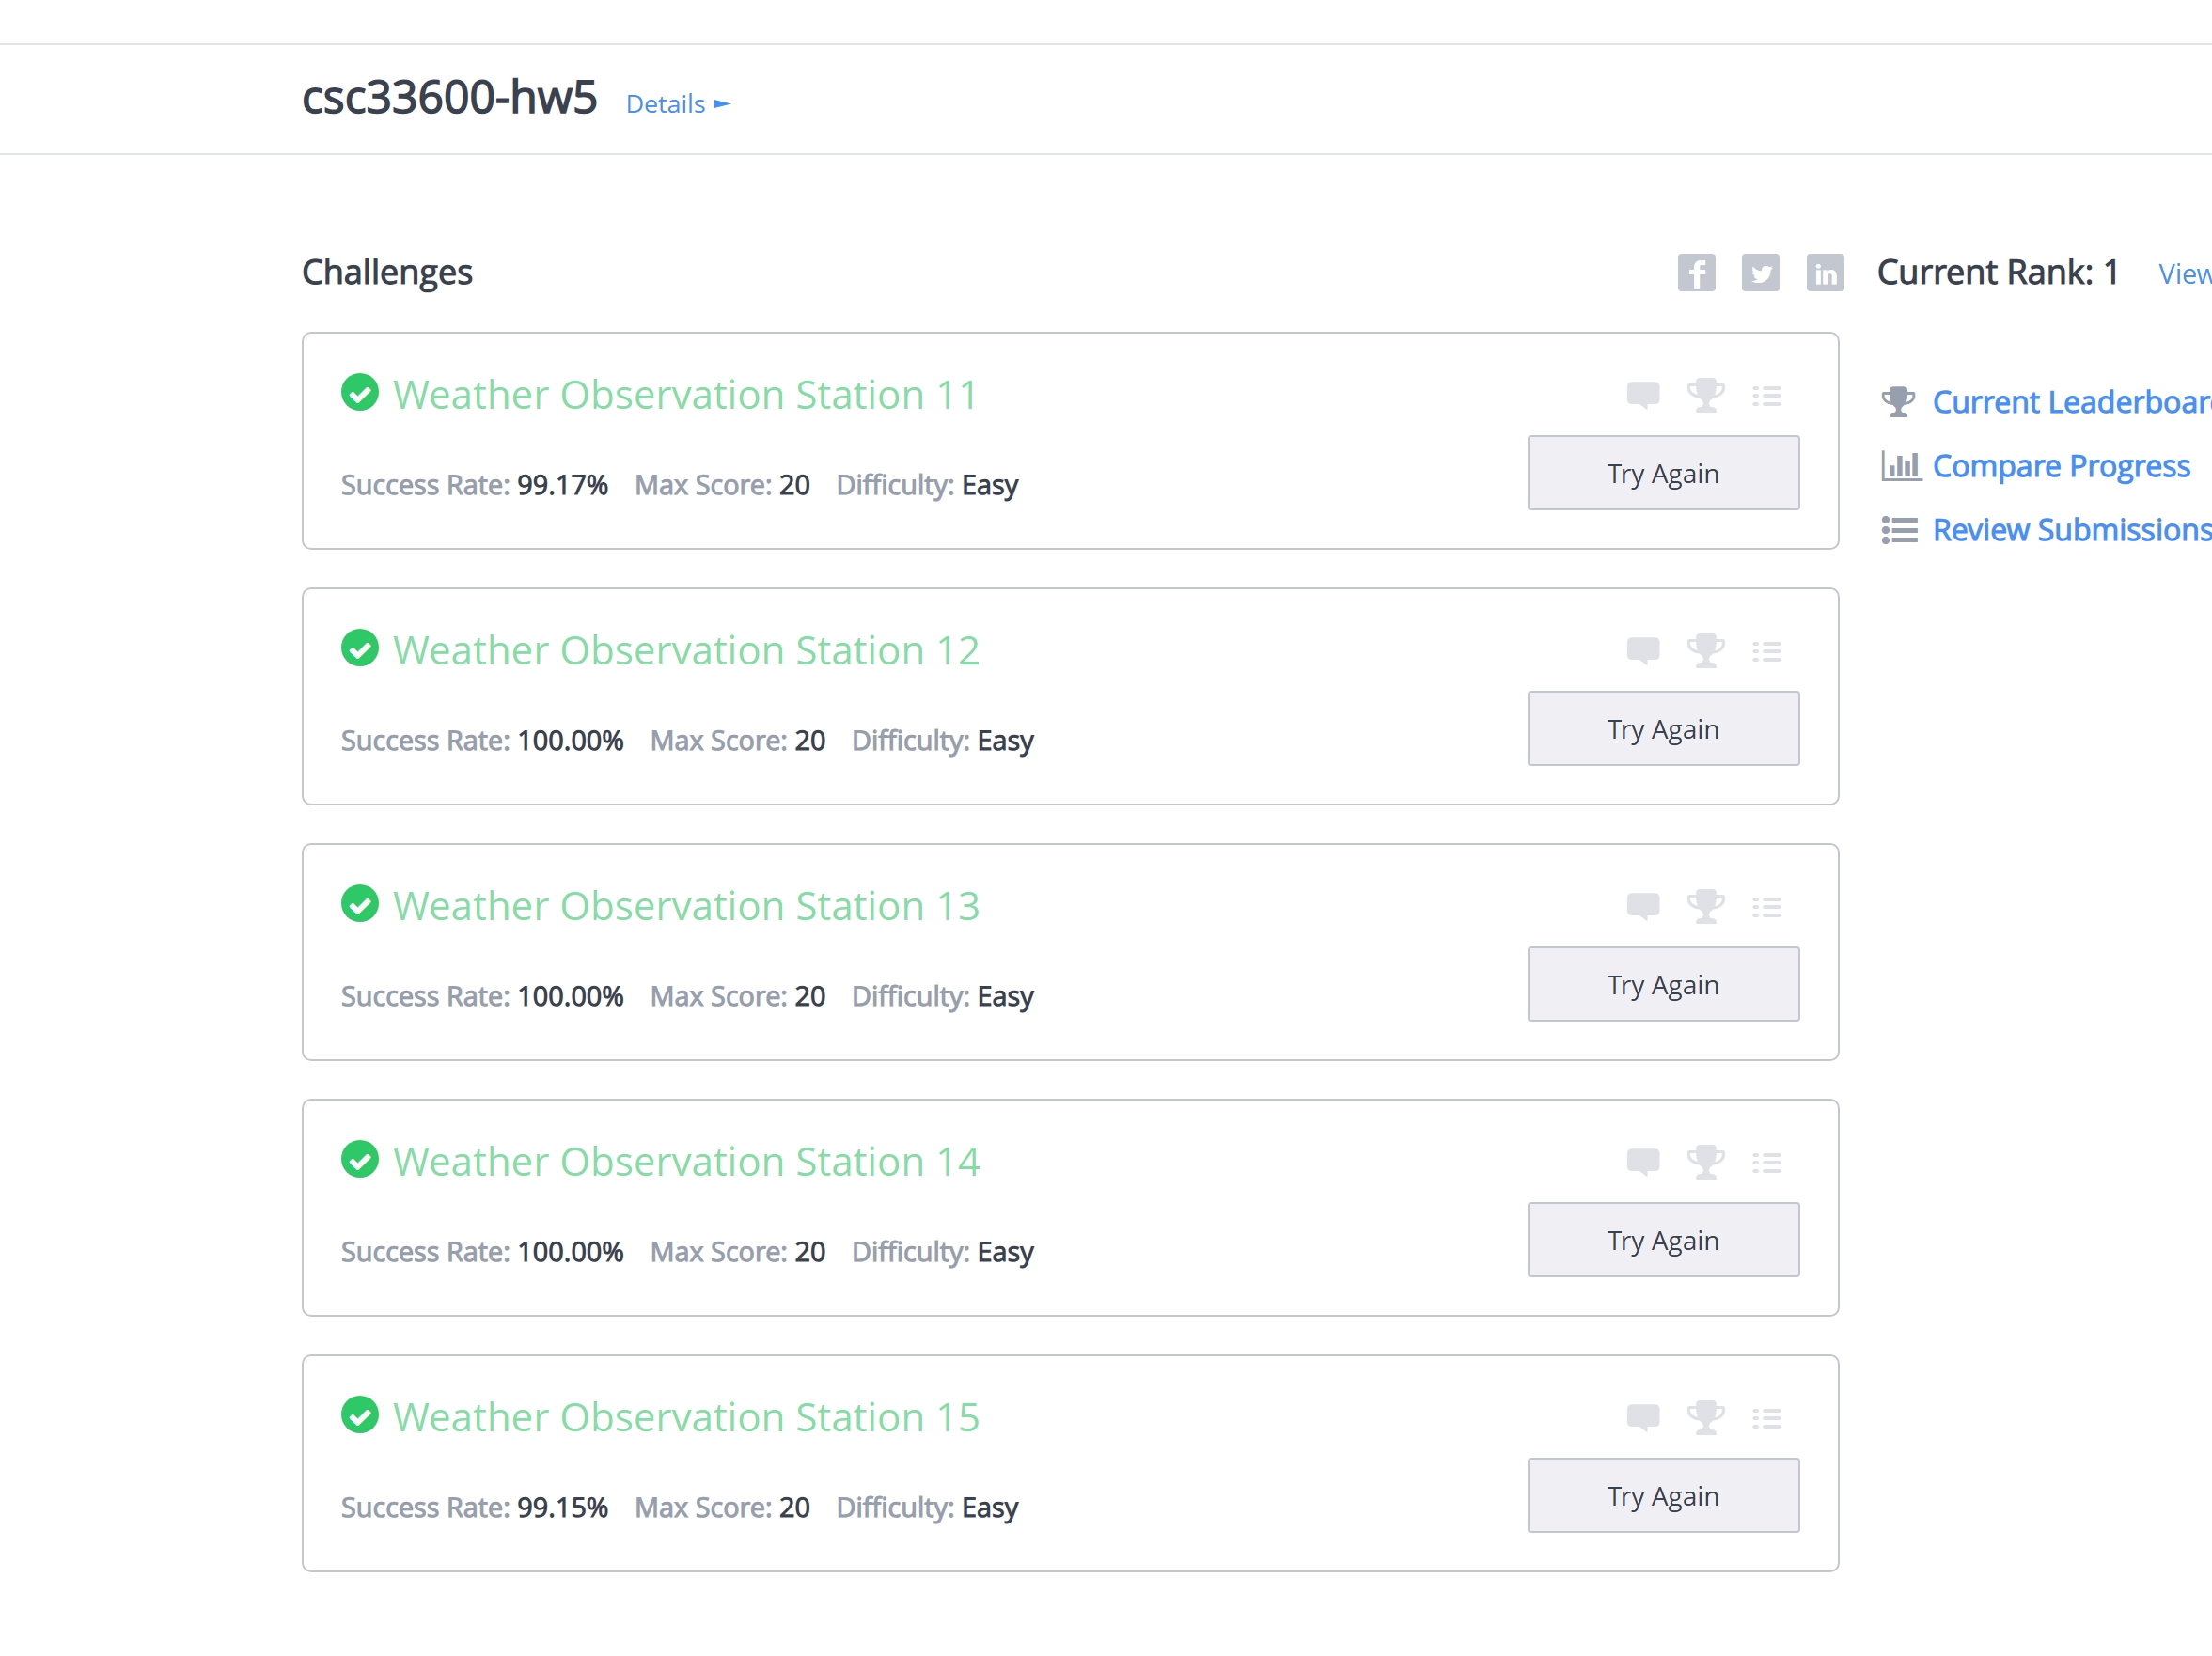 csc33600-hw5 Details ►
Challenges
Current Rank: 1 View
Weather Observation Station 11
Success Rate: 99.17% Max Score: 20 Difficulty: Easy
Try Again
Current Leaderboar
Compare Progress
Review Submissions
Weather Observation Station 12
Success Rate: 100.00% Max Score: 20 Difficulty: Easy
Try Again
Weather Observation Station 13
Success Rate: 100.00% Max Score: 20 Difficulty: Easy
Try Again
Weather Observation Station 14
Success Rate: 100.00% Max Score: 20 Difficulty: Easy
Try Again
Weather Observation Station 15
Success Rate: 99.15% Max Score: 20 Difficulty: Easy
Try Again